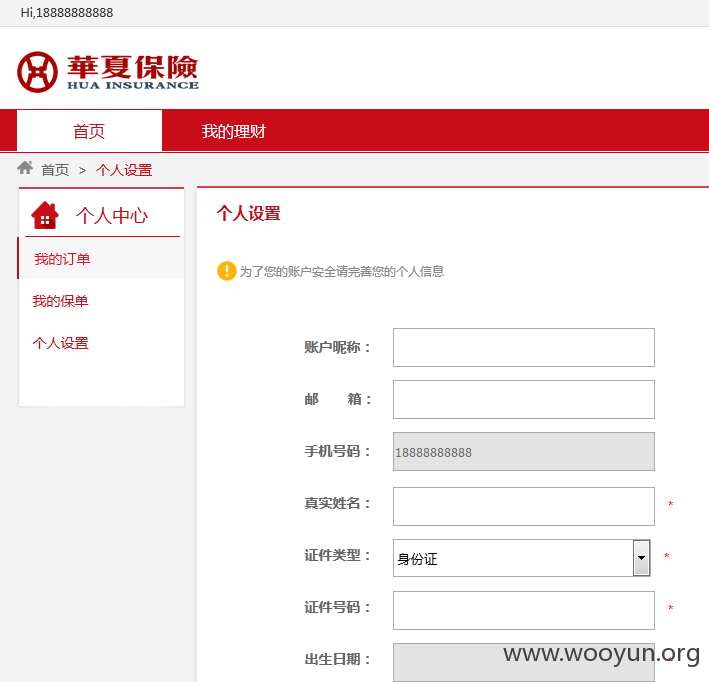 Hi,18888888888
華夏保險
HUA INSURANCE
首页 我的理财
首页 > 个人设置
个人中心
我的订单
我的保单
个人设置
个人设置
为了您的账户安全请完善您的个人信息
账户昵称：
邮 箱：
手机号码： 18888888888
真实姓名： *
证件类型： 身份证 *
证件号码： *
出生日期：
www.wooyun.org